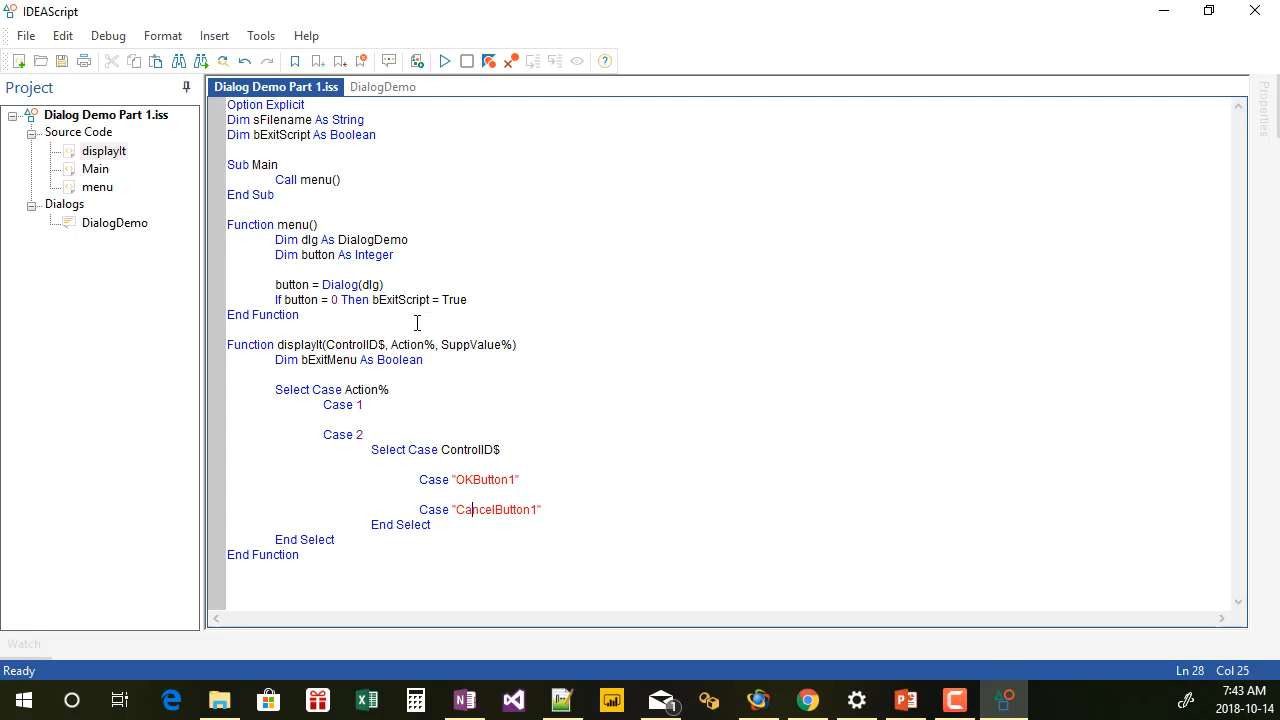 IDEAScript
File Edit Debug Format Insert Tools Help
Project
Dialog Demo Part 1.iss
Source Code
displayIt
Main
menu
Dialogs
DialogDemo
Dialog Demo Part 1.iss DialogDemo
Option Explicit
Dim sFilename As String
Dim bExitScript As Boolean
Sub Main
Call menu()
End Sub
Function menu()
Dim dlg As DialogDemo
Dim button As Integer
button = Dialog(dlg)
If button = 0 Then bExitScript = True
End Function
Function displayIt(ControlID$, Action%, SuppValue%)
Dim bExitMenu As Boolean
Select Case Action%
Case 1
Case 2
Select Case ControlID$
Case "OKButton1"
Case "CancelButton1"
End Select
End Select
End Function
Properties
Watch
Ready
Ln 28 Col 25
1
7:43 AM
2018-10-14